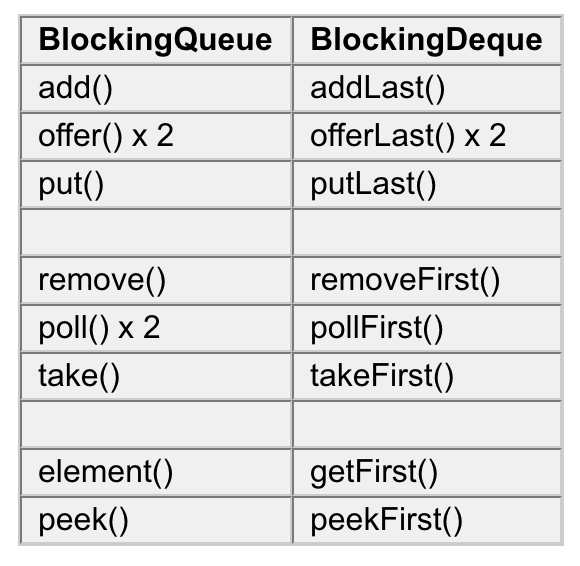 BlockingQueue BlockingDeque
add() addLast()
offer() x 2 offerLast() x 2
put() putLast()
remove() removeFirst()
poll() x 2 pollFirst()
take() takeFirst()
element() getFirst()
peek() peekFirst()